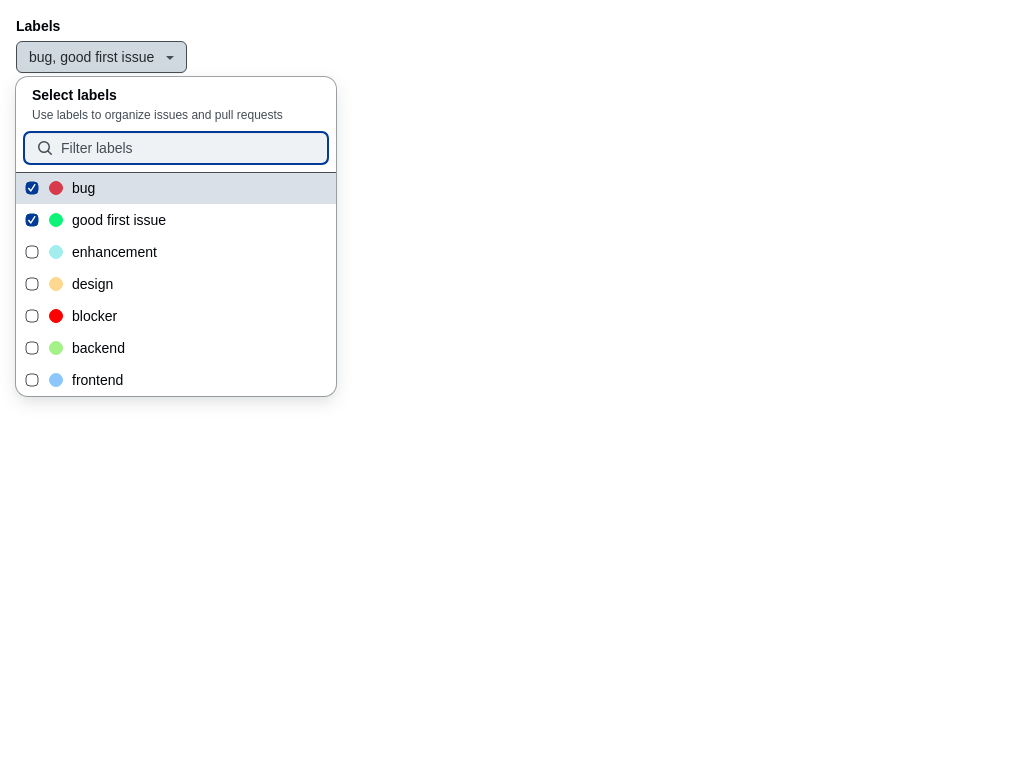 Labels
bug, good first issue
Select labels
Use labels to organize issues and pull requests
Filter labels
bug
good first issue
enhancement
design
blocker
backend
frontend